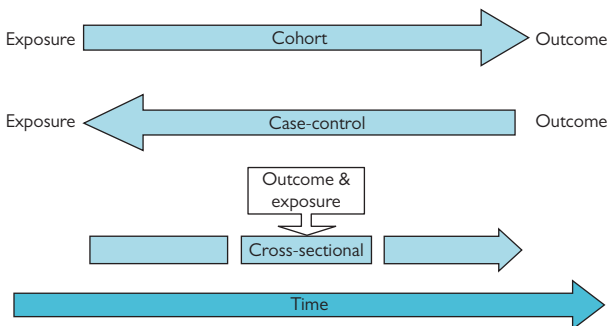 Exposure Cohort Outcome
Exposure Case-control Outcome
Outcome &
exposure
Cross-sectional
Time